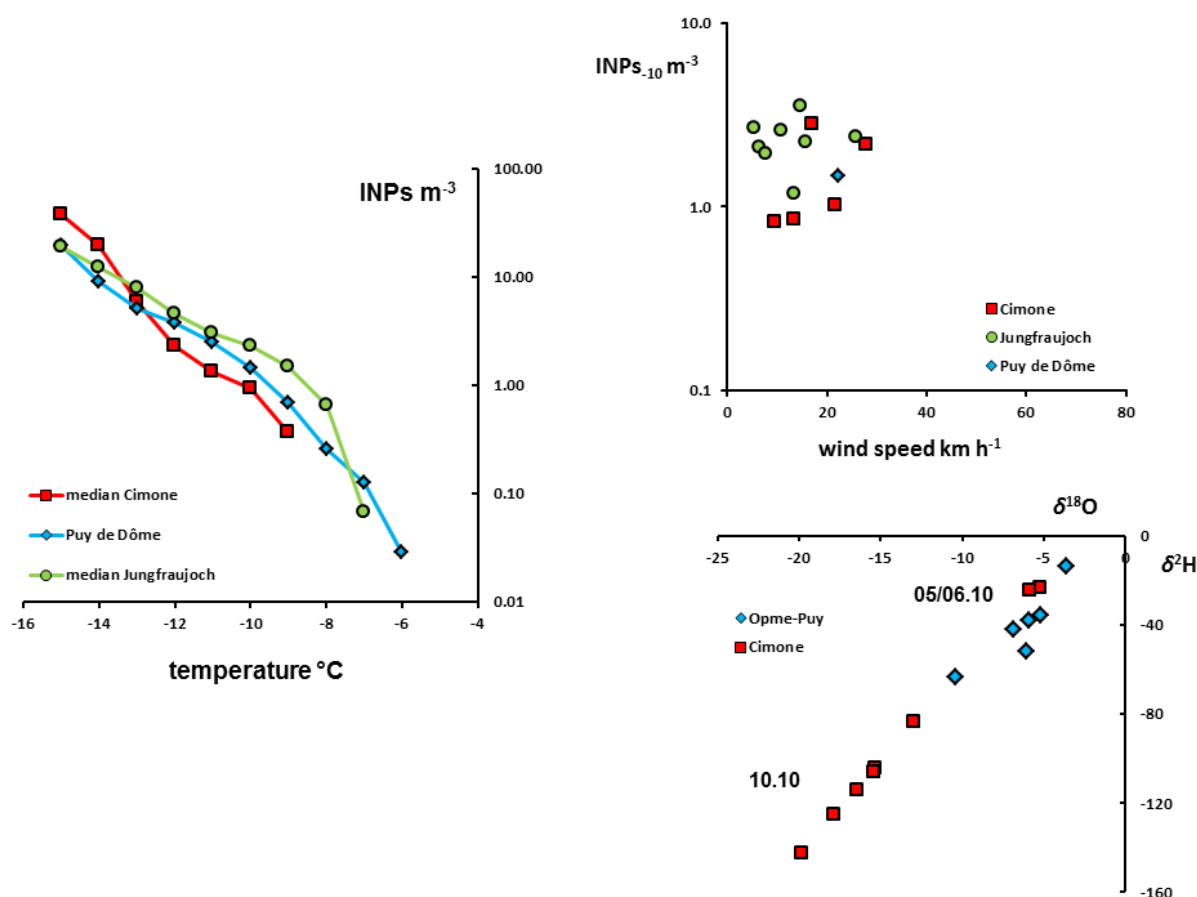 INPs m-3
100.00
10.00
1.00
0.10
0.01
-16
-14
-12
-10
-8
-6
-4
temperature °C
median Cimone
Puy de Dôme
median Jungfraujoch
INPs-10 m-3
10.0
1.0
0.1
0
20
40
60
80
wind speed km h-1
Cimone
Jungfraujoch
Puy de Dôme
δ18O
-25
-20
-15
-10
-5
0
0
δ2H
-40
-80
-120
-160
05/06.10
10.10
Opme-Puy
Cimone